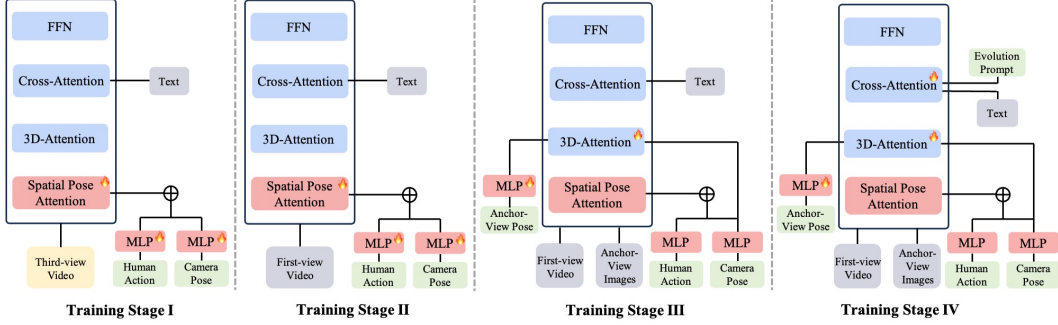 FFN
Cross-Attention
Text
3D-Attention
Spatial Pose
Attention
MLP
MLP
Third-view
Video
Human
Action
Camera
Pose
Training Stage I
FFN
Cross-Attention
Text
3D-Attention
Spatial Pose
Attention
MLP
MLP
First-view
Video
Human
Action
Camera
Pose
Training Stage II
FFN
Cross-Attention
Text
3D-Attention
MLP
Spatial Pose
Attention
Anchor-
View Pose
MLP
MLP
First-view
Video
Anchor-
View
Images
Human
Action
Camera
Pose
Training Stage III
FFN
Evolution
Prompt
Cross-Attention
Text
3D-Attention
MLP
Spatial Pose
Attention
Anchor-
View Pose
MLP
MLP
First-view
Video
Anchor-
View
Images
Human
Action
Camera
Pose
Training Stage IV